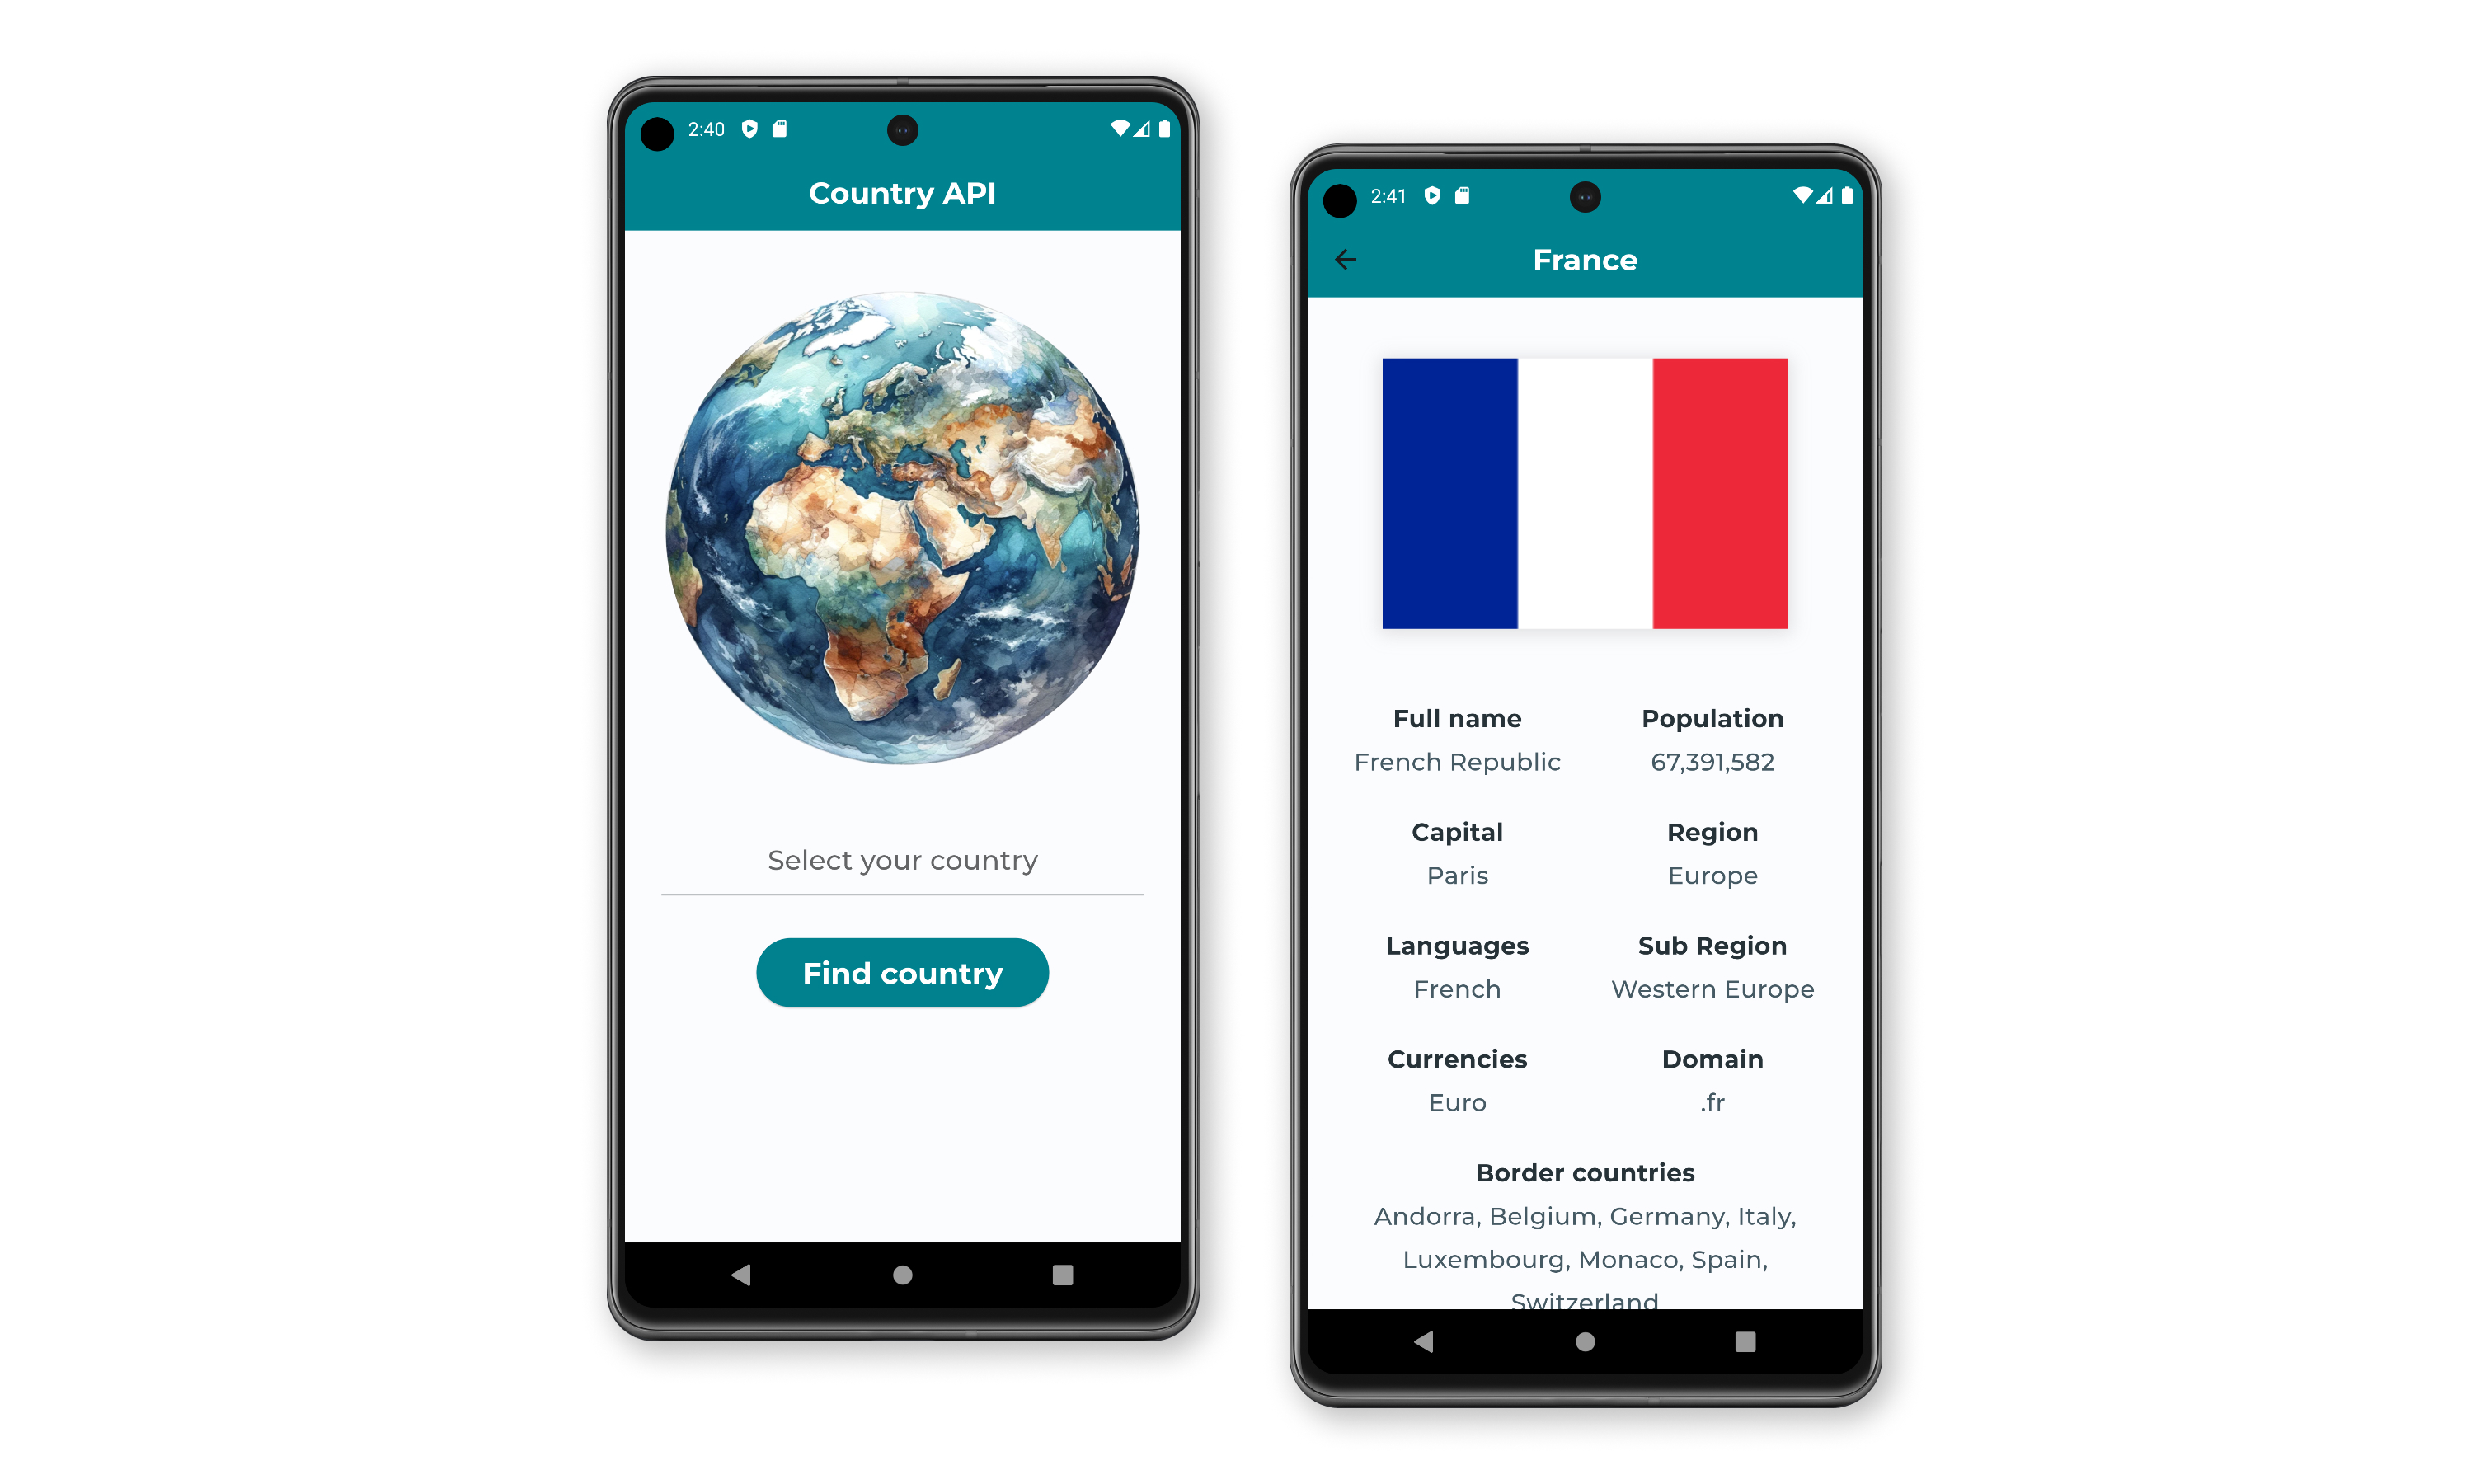 2:40
Country API
Select your country
Find country
2:41
France
Full name
Population
French Republic
67,391,582
Capital
Region
Paris
Europe
Languages
Sub Region
French
Western Europe
Currencies
Domain
Euro
.fr
Border countries
Andorra, Belgium, Germany, Italy,
Luxembourg, Monaco, Spain,
Switzerland